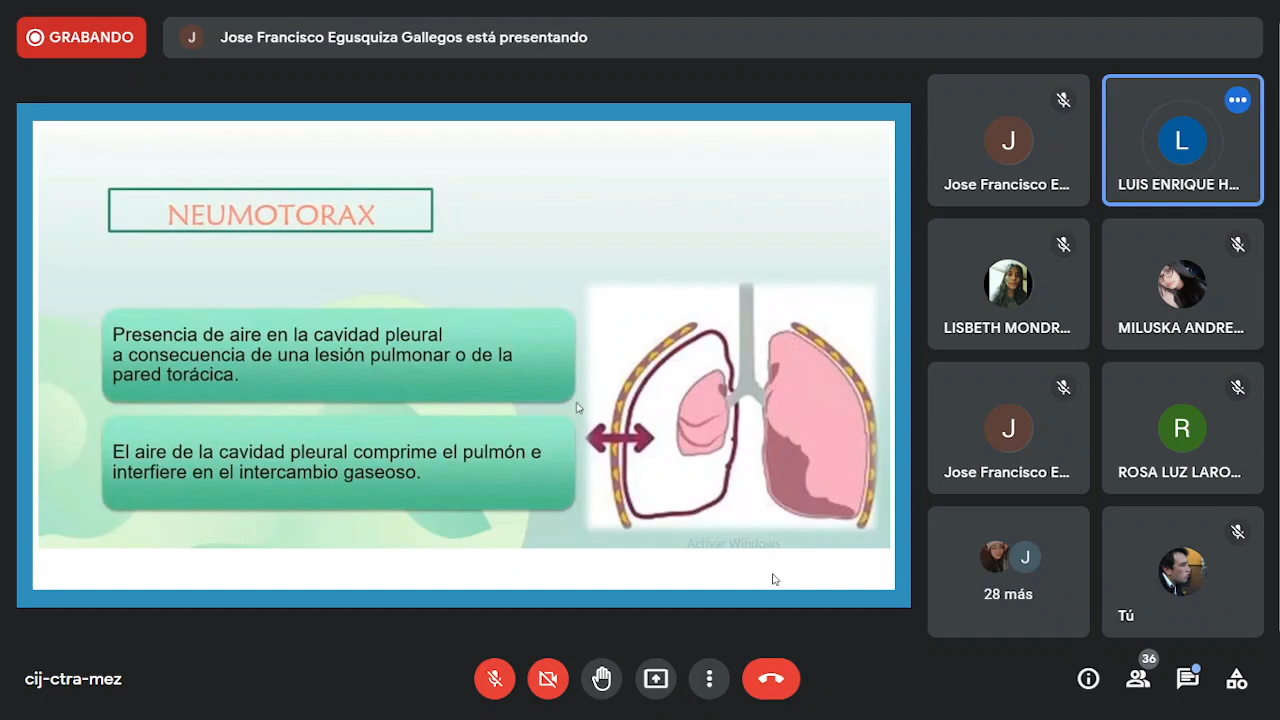 GRABANDO
J
Jose Francisco Egusquiza Gallegos está presentando
NEUMOTORAX
Presencia de aire en la cavidad pleural
a consecuencia de una lesión pulmonar o de la
pared torácica.
El aire de la cavidad pleural comprime el pulmón e
interfiere en el intercambio gaseoso.
Activar Windows
J
Jose Francisco E...
L
LUIS ENRIQUE H...
LISBETH MONDR...
MILUSKA ANDRE...
J
Jose Francisco E...
R
ROSA LUZ LARO...
J
28 más
Tú
cij-ctra-mez
36